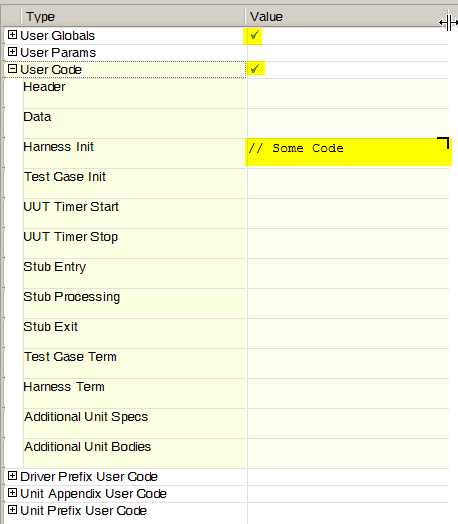 Type Value
User Globals ✓
User Params
User Code ✓
Header
Data
Harness Init // Some Code
Test Case Init
UUT Timer Start
UUT Timer Stop
Stub Entry
Stub Processing
Stub Exit
Test Case Term
Harness Term
Additional Unit Specs
Additional Unit Bodies
Driver Prefix User Code
Unit Appendix User Code
Unit Prefix User Code